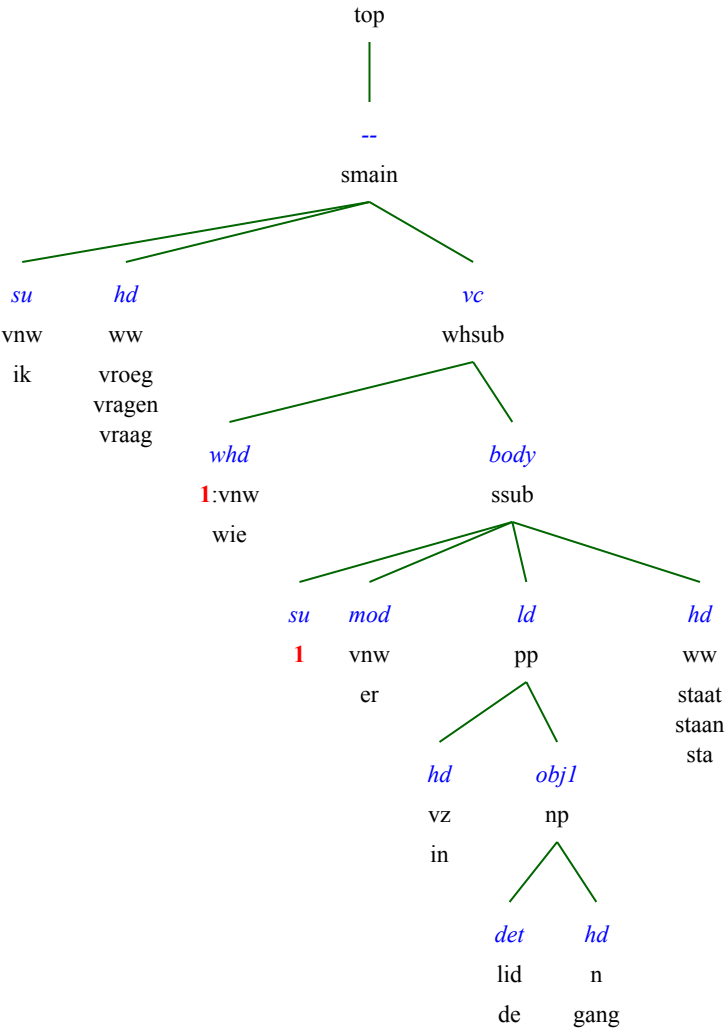 top
--
smain
su hd vc
vnw ww whsub
ik vroeg
vragen
vraag
whd body
1:vnw ssub
wie
su mod ld hd
1 vnw pp ww
er staat
staan
sta
hd obj1
vz np
in
det hd
lid n
de gang